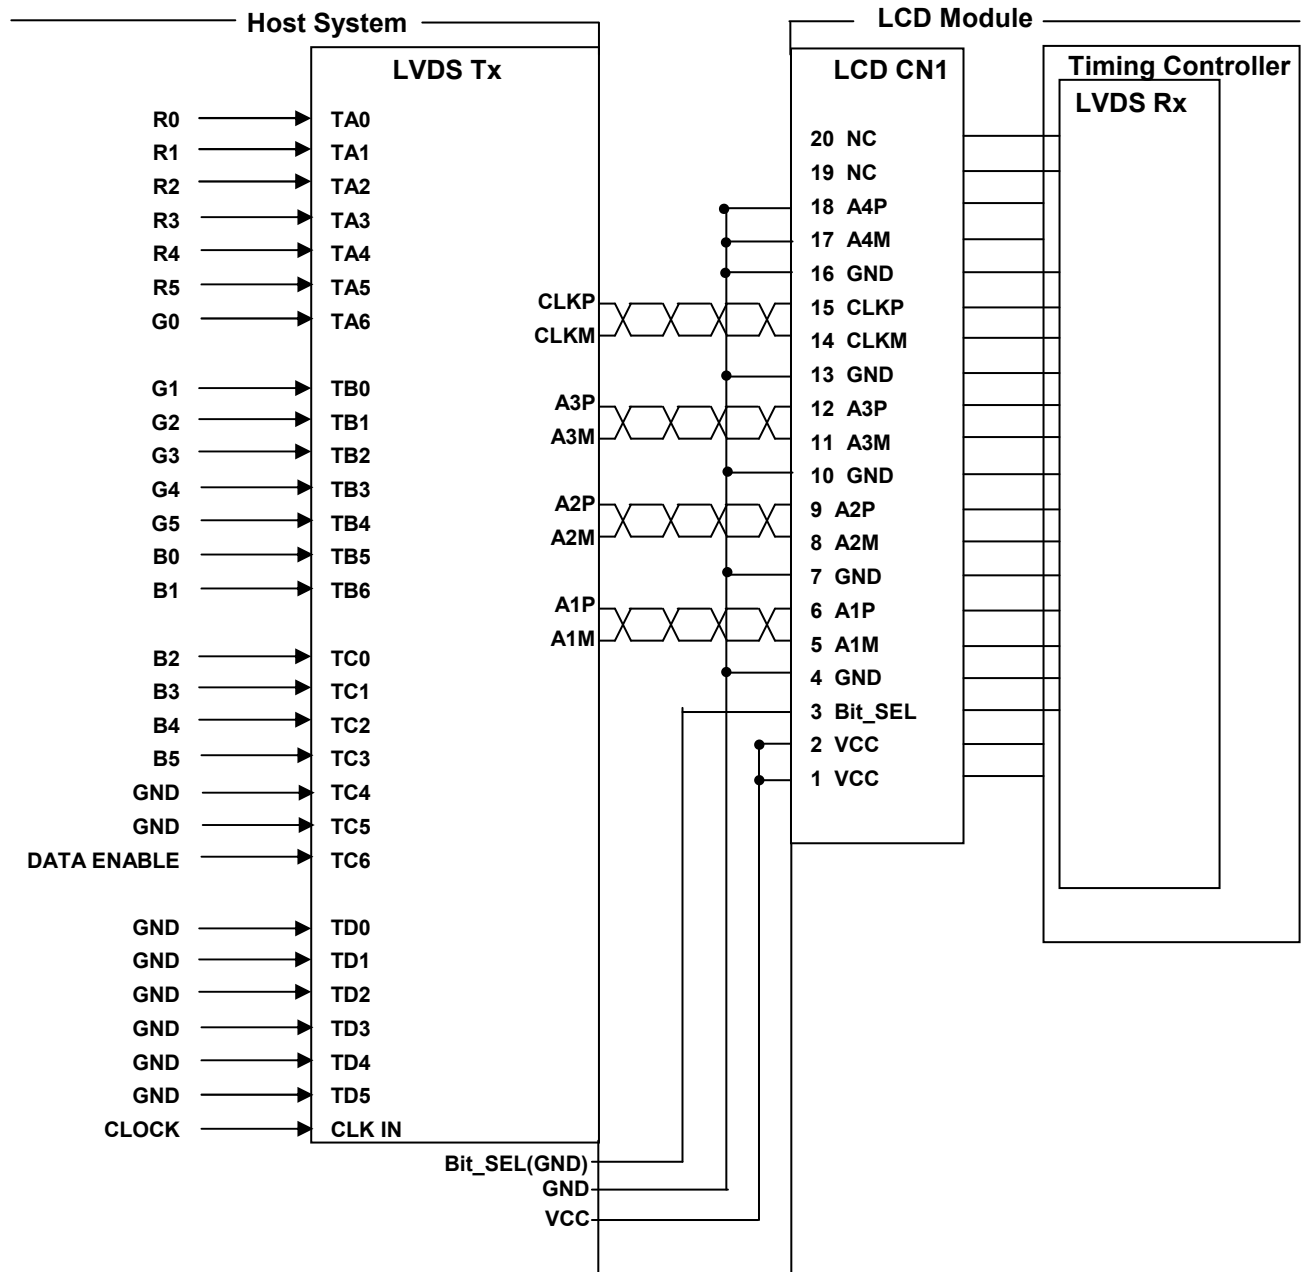 Host System
LCD Module
LVDS Tx
LCD CN1
Timing Controller
LVDS Rx
R0 TA0
R1 TA1
R2 TA2
R3 TA3
R4 TA4
R5 TA5
G0 TA6
G1 TB0
G2 TB1
G3 TB2
G4 TB3
G5 TB4
B0 TB5
B1 TB6
B2 TC0
B3 TC1
B4 TC2
B5 TC3
GND TC4
GND TC5
DATA ENABLE TC6
GND TD0
GND TD1
GND TD2
GND TD3
GND TD4
GND TD5
CLOCK CLK IN
CLKP
CLKM
A3P
A3M
A2P
A2M
A1P
A1M
Bit_SEL(GND)
GND
VCC
20 NC
19 NC
18 A4P
17 A4M
16 GND
15 CLKP
14 CLKM
13 GND
12 A3P
11 A3M
10 GND
9 A2P
8 A2M
7 GND
6 A1P
5 A1M
4 GND
3 Bit_SEL
2 VCC
1 VCC